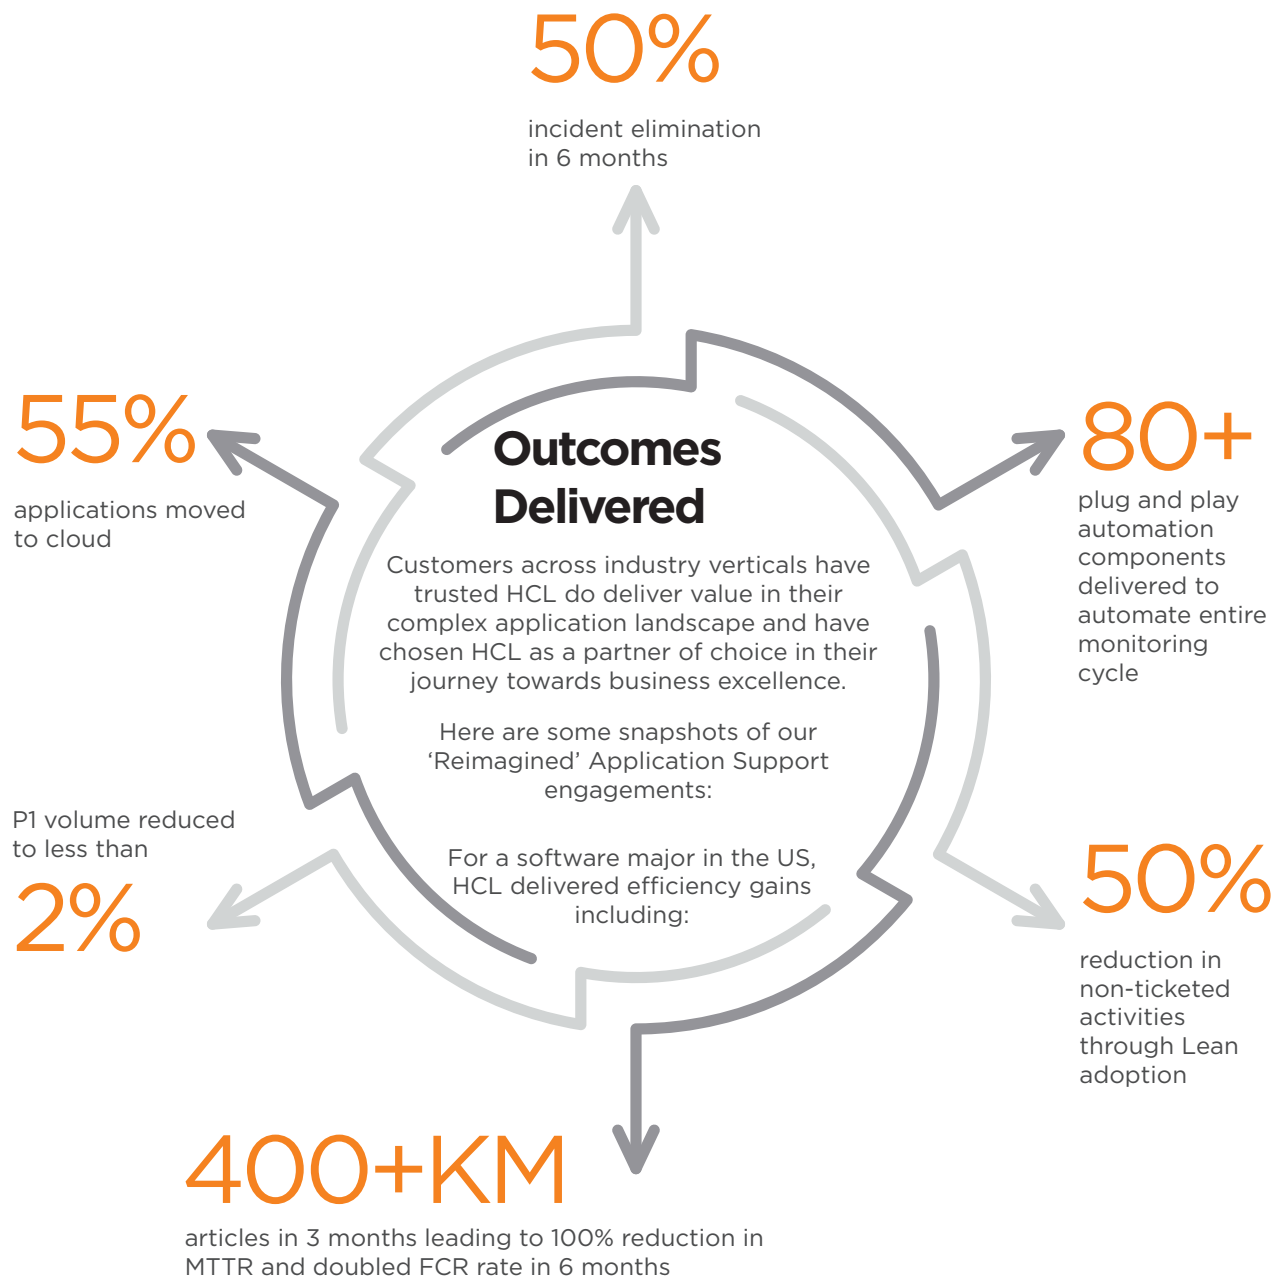 50%
incident elimination
in 6 months
55%
applications moved
to cloud
80+
plug and play
automation
components
delivered to
automate entire
monitoring
cycle
Outcomes
Delivered
Customers across industry verticals have
trusted HCL do deliver value in their
complex application landscape and have
chosen HCL as a partner of choice in their
journey towards business excellence.
Here are some snapshots of our
‘Reimagined’ Application Support
engagements:
For a software major in the US,
HCL delivered efficiency gains
including:
P1 volume reduced
to less than
2%
50%
reduction in
non-ticketed
activities
through Lean
adoption
400+KM
articles in 3 months leading to 100% reduction in
MTTR and doubled FCR rate in 6 months